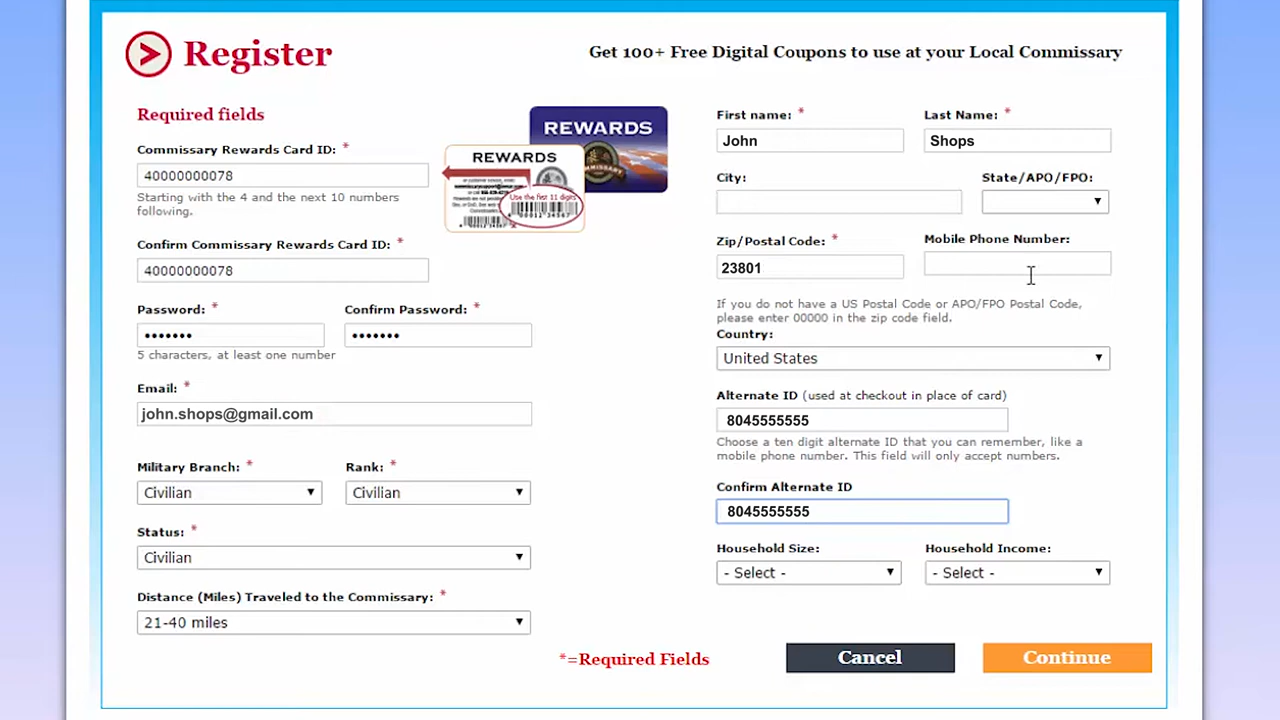 Register
Get 100+ Free Digital Coupons to use at your Local Commissary
Required fields
Commissary Rewards Card ID: *
40000000078
Starting with the 4 and the next 10 numbers
following.
REWARDS
REWARDS
Use the first 11 digits
Confirm Commissary Rewards Card ID: *
40000000078
Password: *
Confirm Password: *
•••••••
•••••••
5 characters, at least one number
Email: *
john.shops@gmail.com
Military Branch: *
Rank: *
Civilian
Civilian
Status: *
Civilian
Distance (Miles) Traveled to the Commissary: *
21-40 miles
First name: *
Last Name: *
John
Shops
City:
State/APO/FPO:
Zip/Postal Code: *
Mobile Phone Number:
23801
If you do not have a US Postal Code or APO/FPO Postal Code,
please enter 00000 in the zip code field.
Country:
United States
Alternate ID (used at checkout in place of card)
8045555555
Choose a ten digit alternate ID that you can remember, like a
mobile phone number. This field will only accept numbers.
Confirm Alternate ID
8045555555
Household Size:
Household Income:
- Select -
- Select -
*=Required Fields
Cancel
Continue